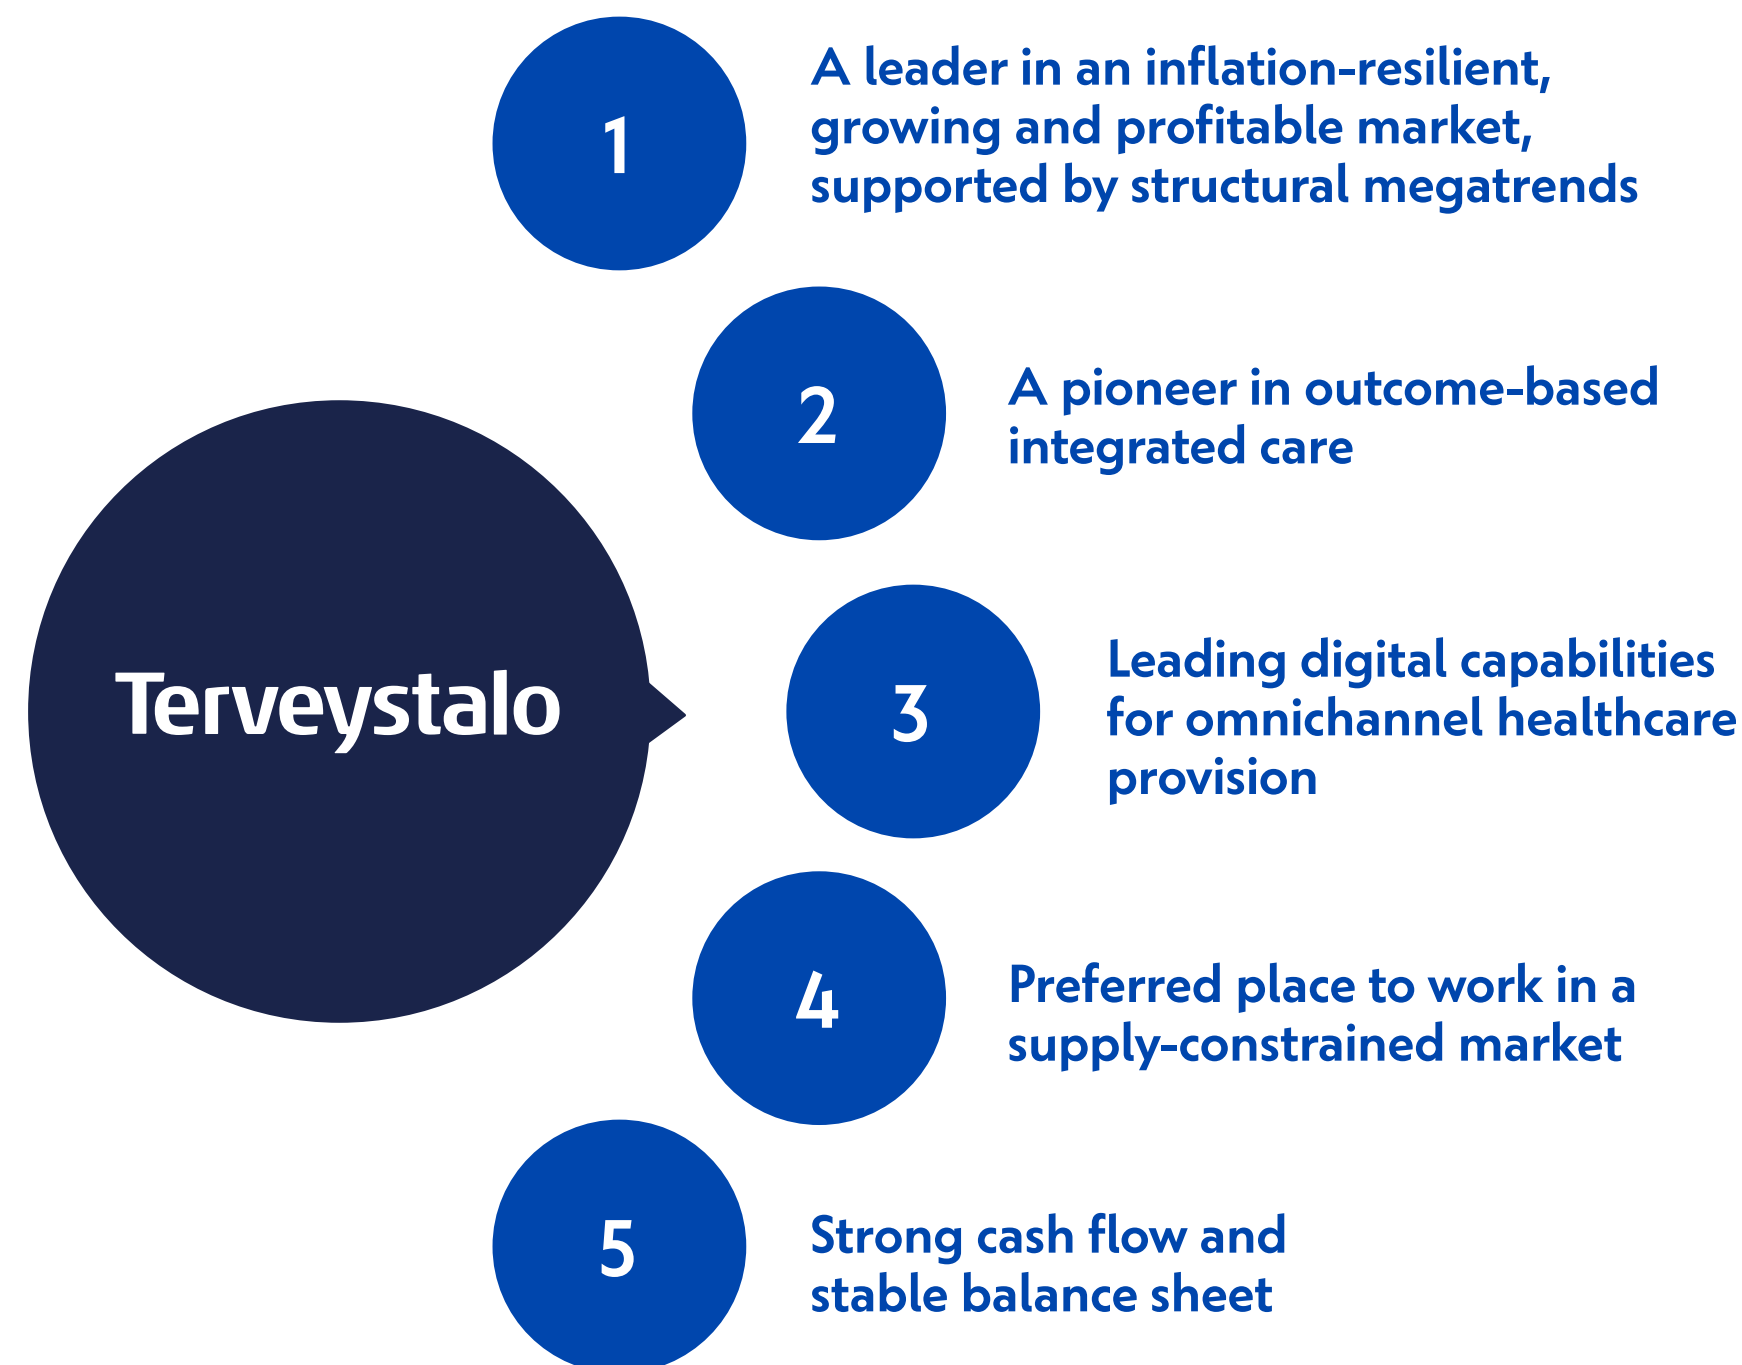 1
A leader in an inflation-resilient,
growing and profitable market,
supported by structural megatrends
2
A pioneer in outcome-based
integrated care
Terveystalo
3
Leading digital capabilities
for omnichannel healthcare
provision
4
Preferred place to work in a
supply-constrained market
5
Strong cash flow and
stable balance sheet